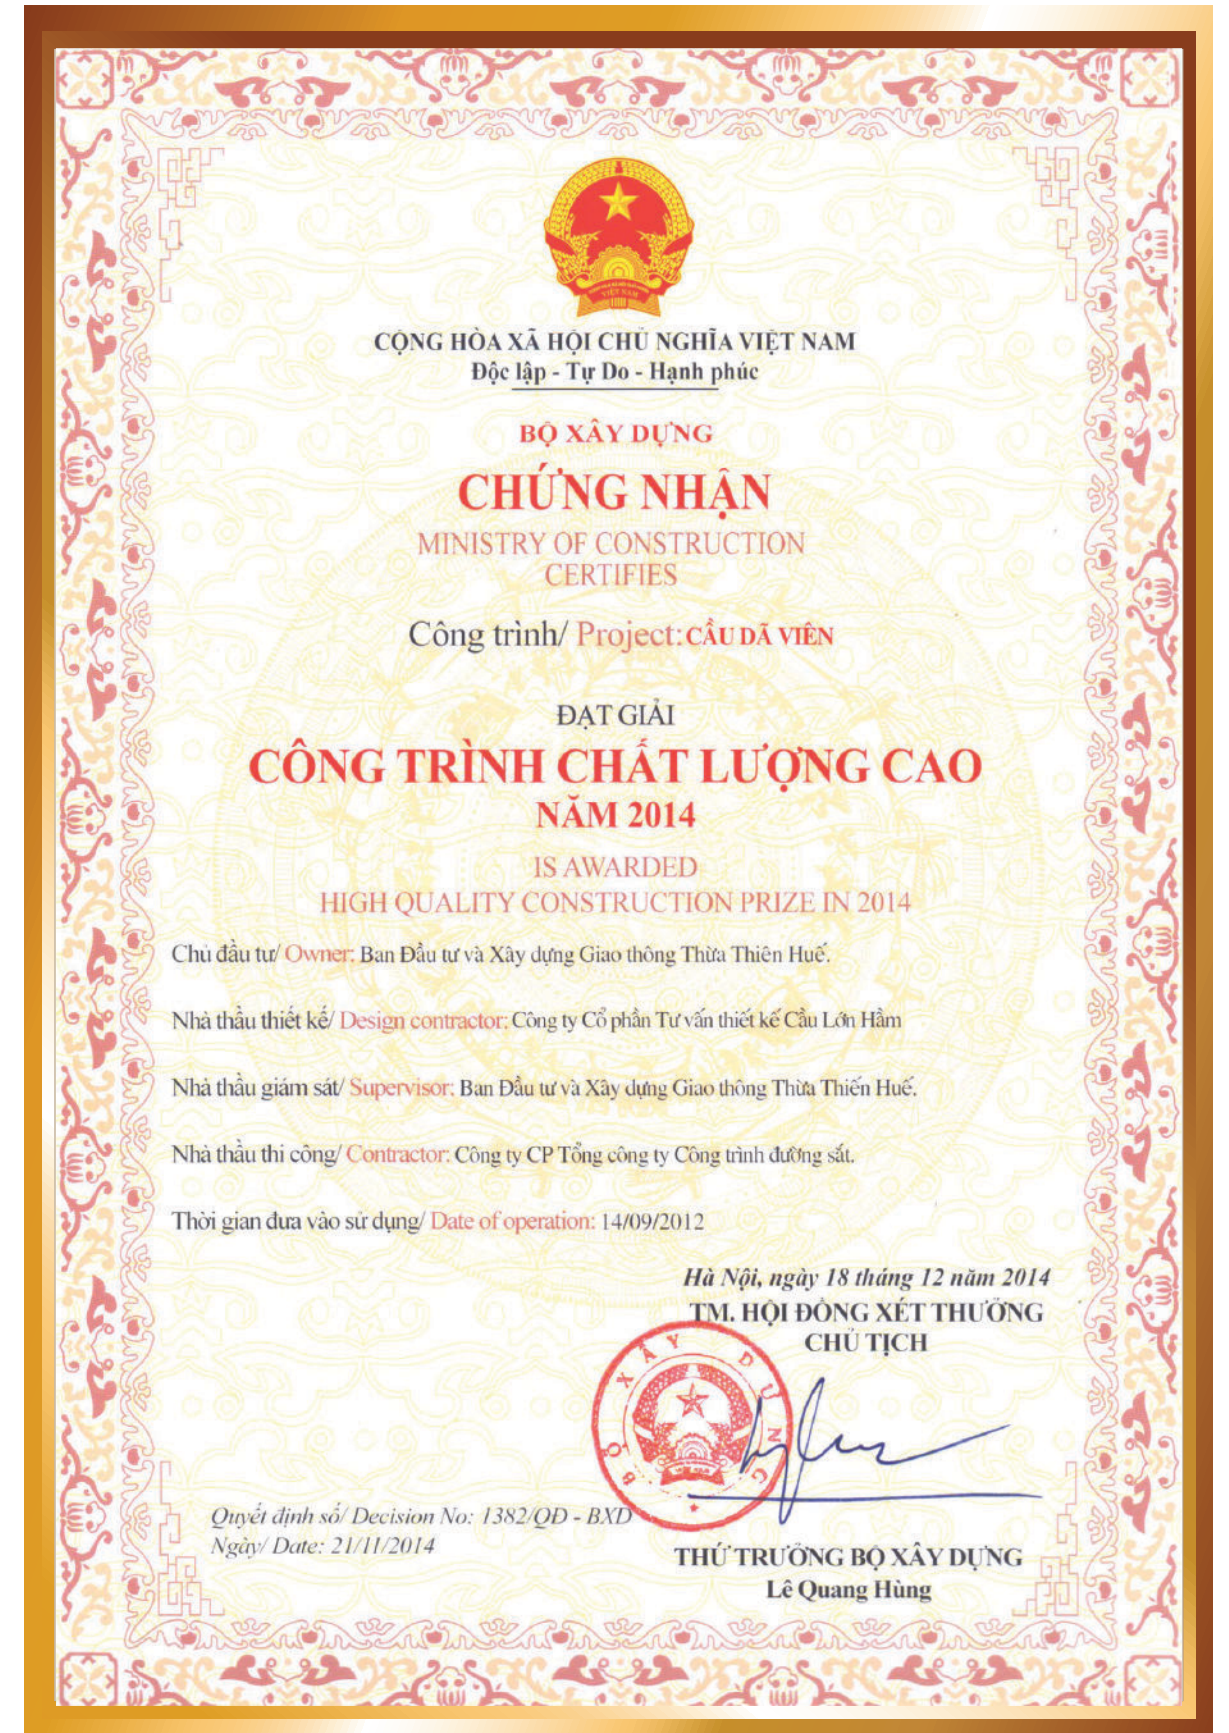 VIỆT NAM
CỘNG HÒA XÃ HỘI CHỦ NGHĨA VIỆT NAM
Độc lập - Tự Do - Hạnh phúc
BỘ XÂY DỰNG
CHỨNG NHẬN
MINISTRY OF CONSTRUCTION
CERTIFIES
Công trình/ Project: CẦU DÃ VIÊN
ĐẠT GIẢI
CÔNG TRÌNH CHẤT LƯỢNG CAO
NĂM 2014
IS AWARDED
HIGH QUALITY CONSTRUCTION PRIZE IN 2014
Chủ đầu tư/ Owner: Ban Đầu tư và Xây dựng Giao thông Thừa Thiên Huế.
Nhà thầu thiết kế/ Design contractor: Công ty Cổ phần Tư vấn thiết kế Cầu Lớn Hầm
Nhà thầu giám sát/ Supervisor: Ban Đầu tư và Xây dựng Giao thông Thừa Thiến Huế.
Nhà thầu thi công/ Contractor: Công ty CP Tổng công ty Công trình đường sắt.
Thời gian đưa vào sử dụng/ Date of operation: 14/09/2012
Hà Nội, ngày 18 tháng 12 năm 2014
TM. HỘI ĐỒNG XÉT THƯỞNG
CHỦ TỊCH
BỘ XÂY DỰNG
Quyết định số/ Decision No: 1382/QĐ - BXD
Ngày/ Date: 21/11/2014
THỨ TRƯỞNG BỘ XÂY DỰNG
Lê Quang Hùng